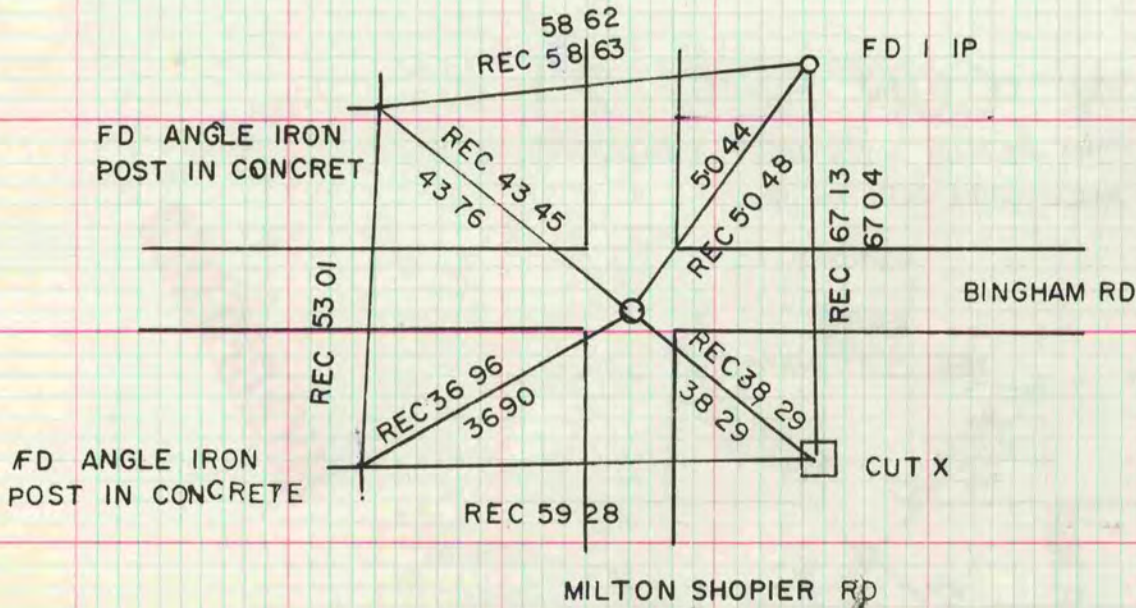 58 62
REC 58 63
FD 1 IP
FD ANGLE IRON
POST IN CONCRET
REC 43 45
43 76
50 44
REC 50 48
REC 67 13
67 04
BINGHAM RD
REC 53 01
REC 36 96
36 90
REC 38 29
38 29
FD ANGLE IRON
POST IN CONCRETE
CUT X
REC 59 28
MILTON SHOPIER RD